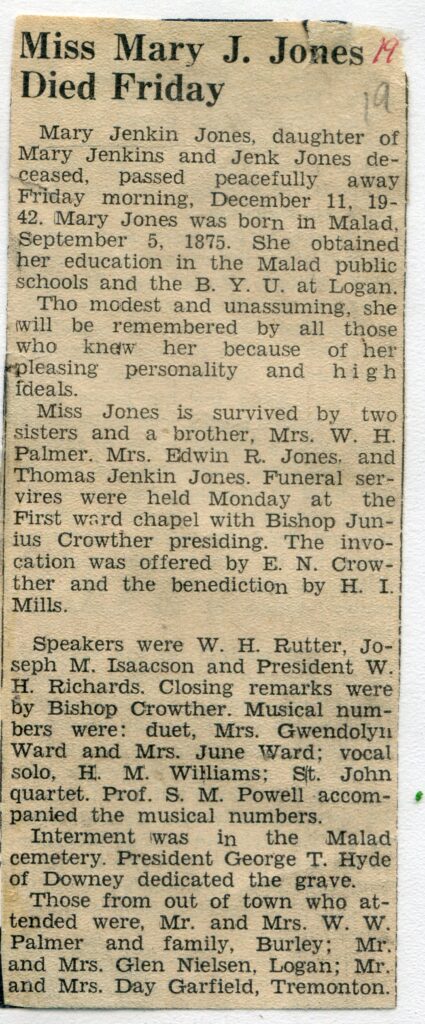 Miss Mary J. Jones 19
Died Friday
19
Mary Jenkin Jones, daughter of
Mary Jenkins and Jenk Jones de-
ceased, passed peacefully away
Friday morning, December 11, 19-
42. Mary Jones was born in Malad,
September 5, 1875. She obtained
her education in the Malad public
schools and the B. Y. U. at Logan.
Tho modest and unassuming, she
will be remembered by all those
who knew her because of her
pleasing personality and high
ideals.
Miss Jones is survived by two
sisters and a brother, Mrs. W. H.
Palmer. Mrs. Edwin R. Jones. and
Thomas Jenkin Jones. Funeral ser-
vires were held Monday at the
First ward chapel with Bishop Jun-
ius Crowther presiding. The invo-
cation was offered by E. N. Crow-
ther and the benediction by H. I.
Mills.
Speakers were W. H. Rutter, Jo-
seph M. Isaacson and President W.
H. Richards. Closing remarks were
by Bishop Crowther. Musical num-
bers were: duet, Mrs. Gwendolyn
Ward and Mrs. June Ward; vocal
solo, H. M. Williams; St. John
quartet. Prof. S. M. Powell accom-
panied the musical numbers.
Interment was in the Malad
cemetery. President George T. Hyde
of Downey dedicated the grave.
Those from out of town who at-
tended were, Mr. and Mrs. W. W.
Palmer and family, Burley; Mr.
and Mrs. Glen Nielsen, Logan; Mr.
and Mrs. Day Garfield, Tremonton.